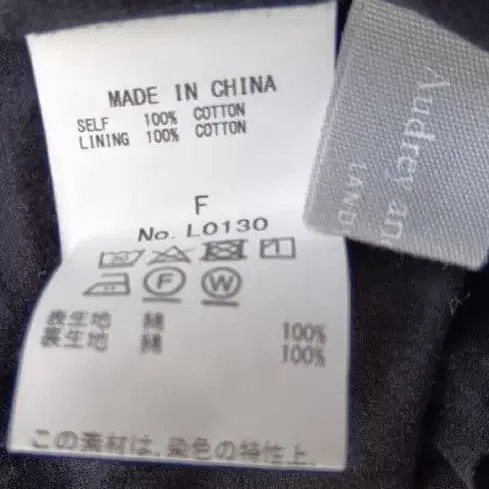 MADE IN CHINA
SELF 100% COTTON
LINING 100% COTTON
F
No. L0130
F W
表生地 綿 100%
裏生地 綿 100%
この素材は、染色の特性上、
Audrey and
LAND